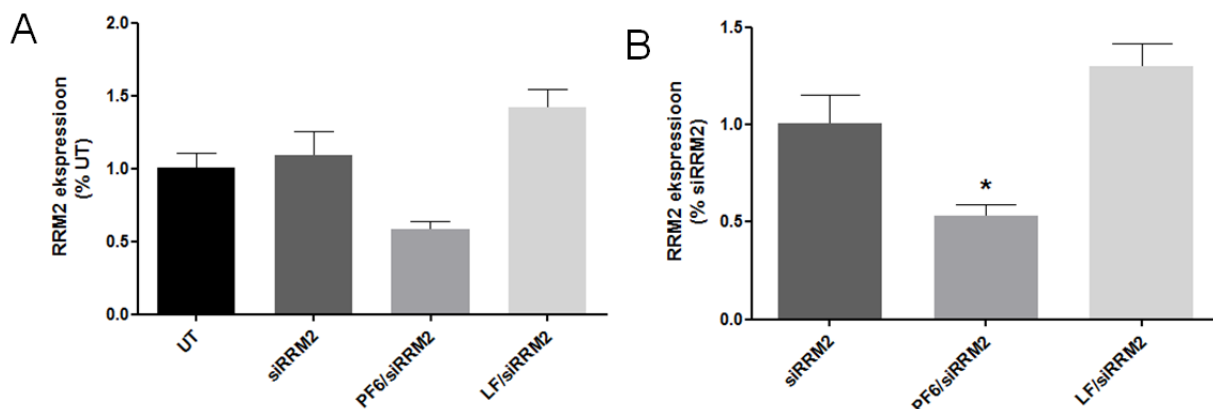 A
RRM2 ekspressioon
(% UT)
2.0
1.5
1.0
0.5
0.0
UT
siRRM2
PF6/siRRM2
LF/siRRM2
B
RRM2 ekspressioon
(% siRRM2)
1.5
1.0
0.5
0.0
*
siRRM2
PF6/siRRM2
LF/siRRM2